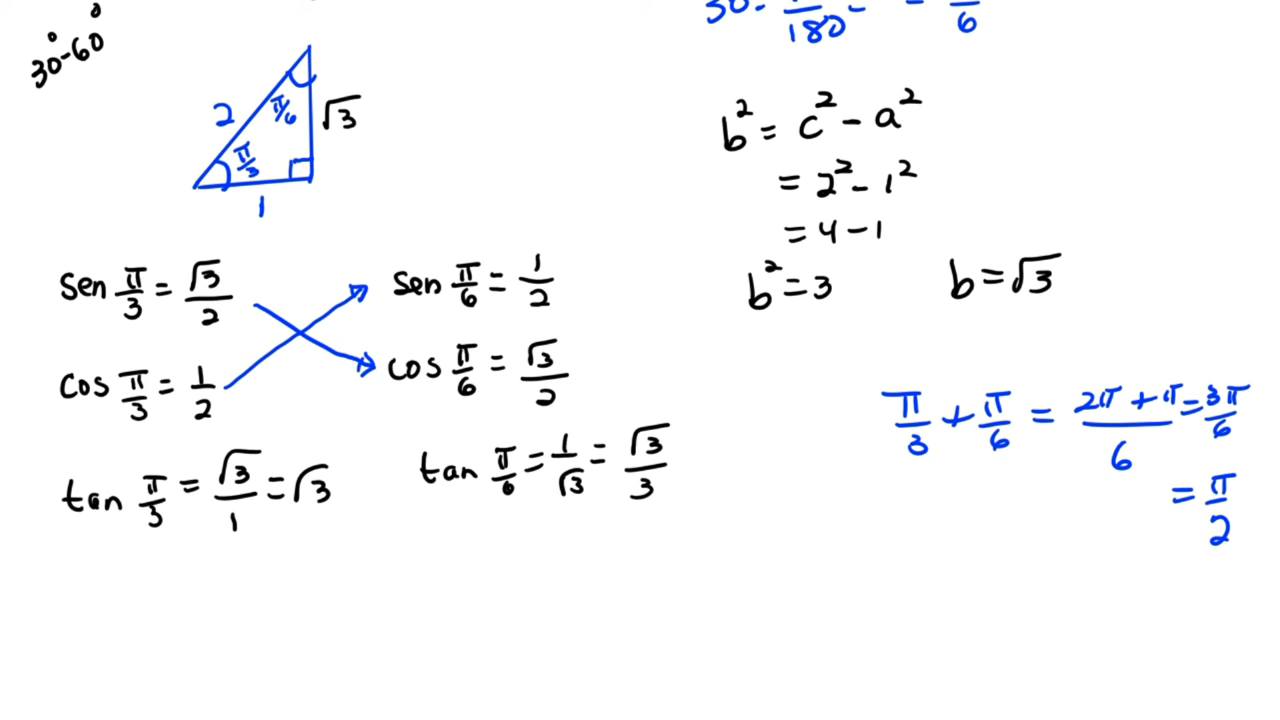 30°-60°
30·π/180 = = π/6
2
π/6
√3
π/3
1
b² = c² - a²
= 2² - 1²
= 4 - 1
b² = 3
b = √3
sen π/3 = √3/2
sen π/6 = 1/2
cos π/3 = 1/2
cos π/6 = √3/2
tan π/3 = √3/1 = √3
tan π/6 = 1/√3 = √3/3
π/3 + π/6 = (2π + π)/6 = 3π/6
= π/2